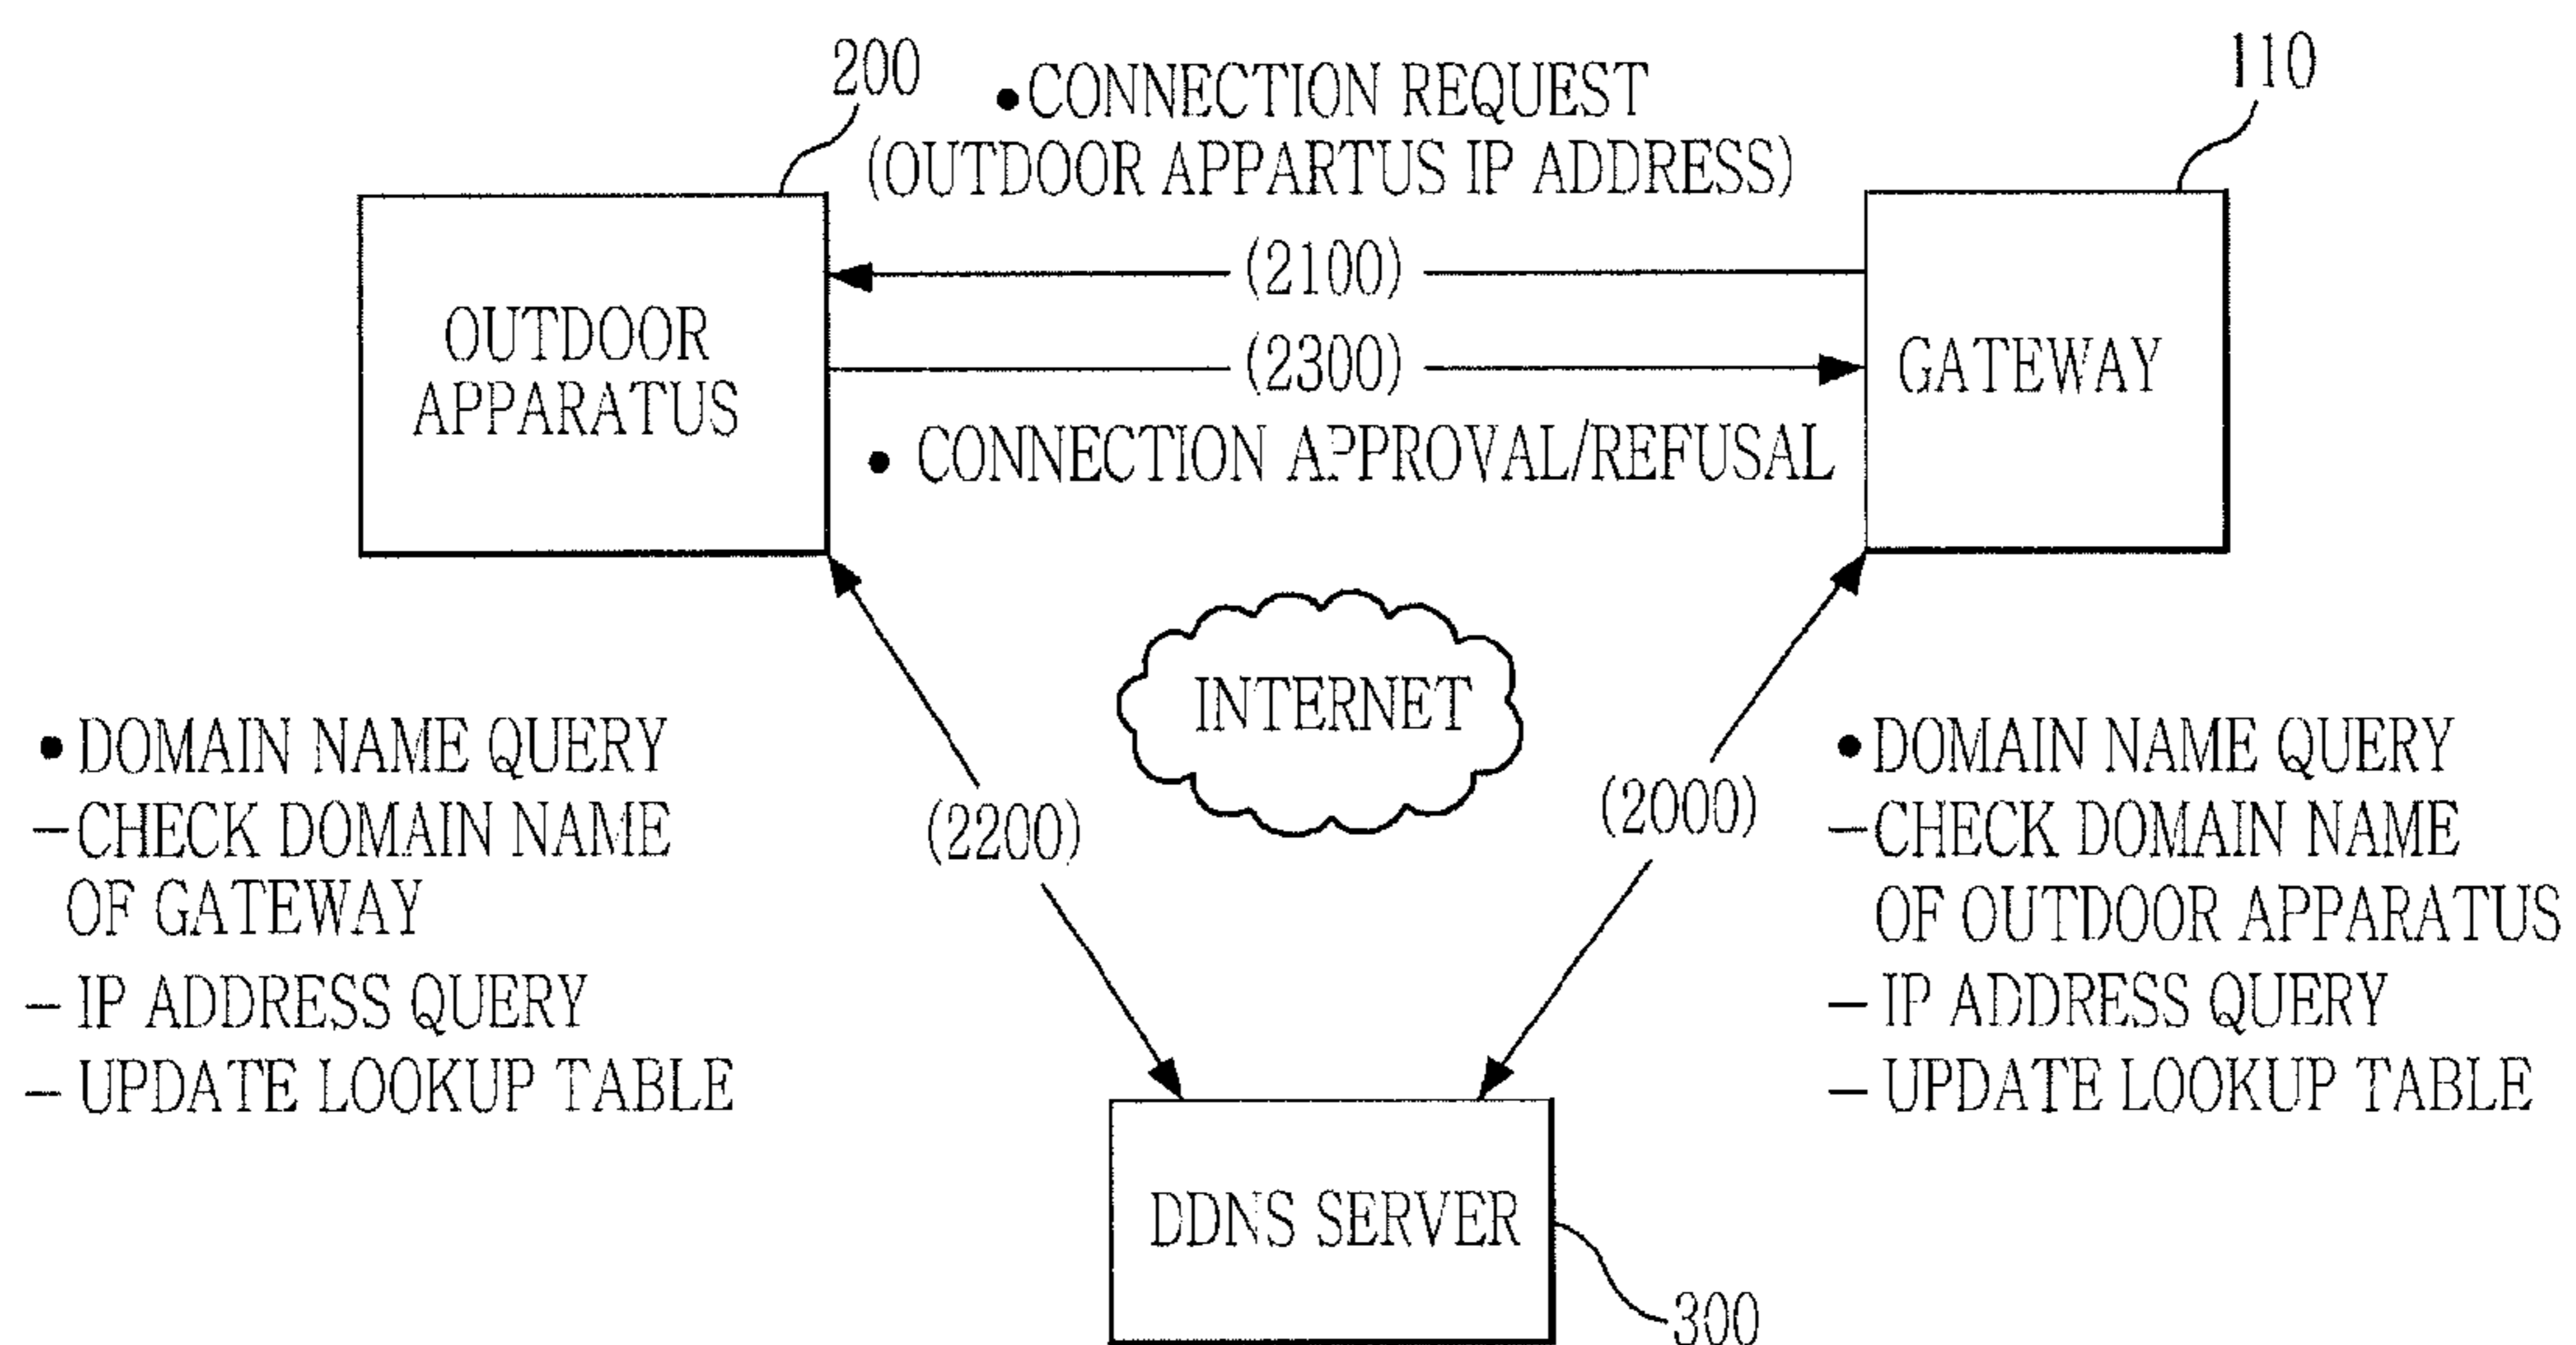 200
110
• CONNECTION REQUEST
(OUTDOOR APPARTUS IP ADDRESS)
(2100)
OUTDOOR
APPARATUS
(2300)
GATEWAY
• CONNECTION APPROVAL/REFUSAL
INTERNET
• DOMAIN NAME QUERY
– CHECK DOMAIN NAME
OF GATEWAY
– IP ADDRESS QUERY
– UPDATE LOOKUP TABLE
(2200)
(2000)
• DOMAIN NAME QUERY
– CHECK DOMAIN NAME
OF OUTDOOR APPARATUS
– IP ADDRESS QUERY
– UPDATE LOOKUP TABLE
DDNS SERVER
300